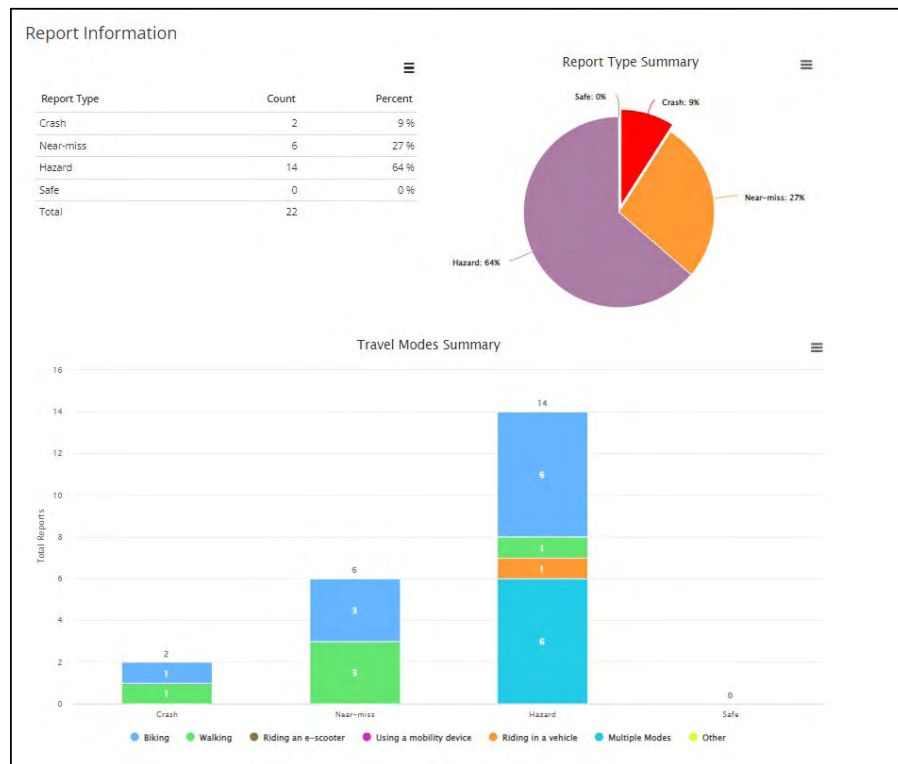 Report Information
Report Type Count Percent
Crash 2 9 %
Near-miss 6 27 %
Hazard 14 64 %
Safe 0 0 %
Total 22
Report Type Summary
Safe: 0%
Crash: 9%
Near-miss: 27%
Hazard: 64%
Travel Modes Summary
Total Reports
16
14
12
10
8
6
4
2
0
2
1
1
6
3
3
14
6
1
1
6
0
Crash Near-miss Hazard Safe
Biking Walking Riding an e-scooter Using a mobility device Riding in a vehicle Multiple Modes Other